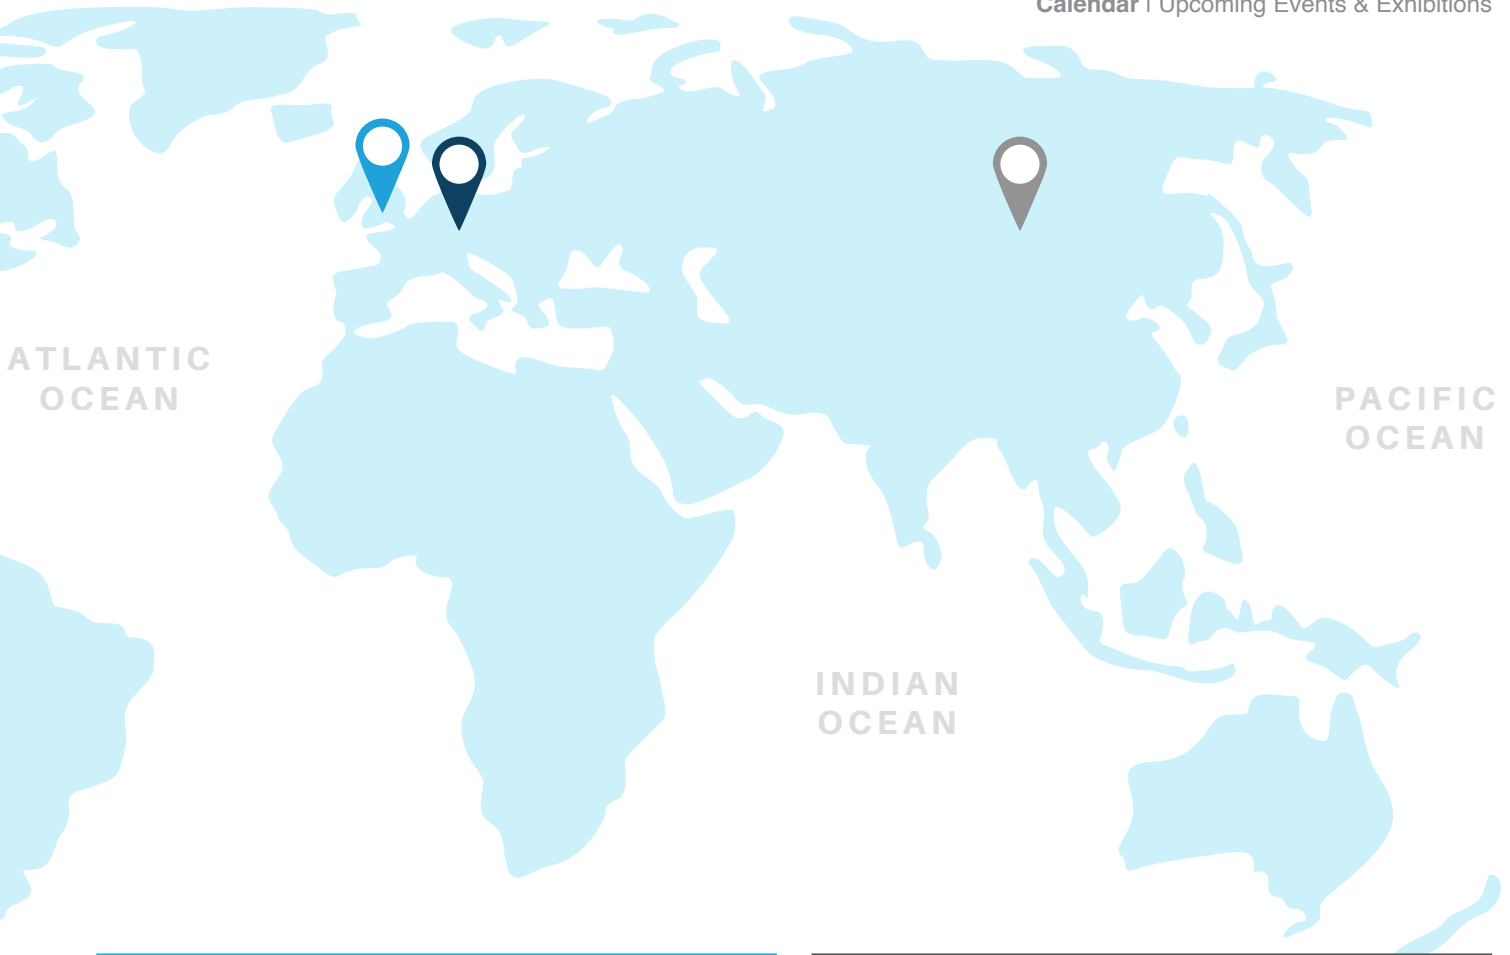 Calendar | Upcoming Events & Exhibitions
ATLANTIC
OCEAN
PACIFIC
OCEAN
INDIAN
OCEAN